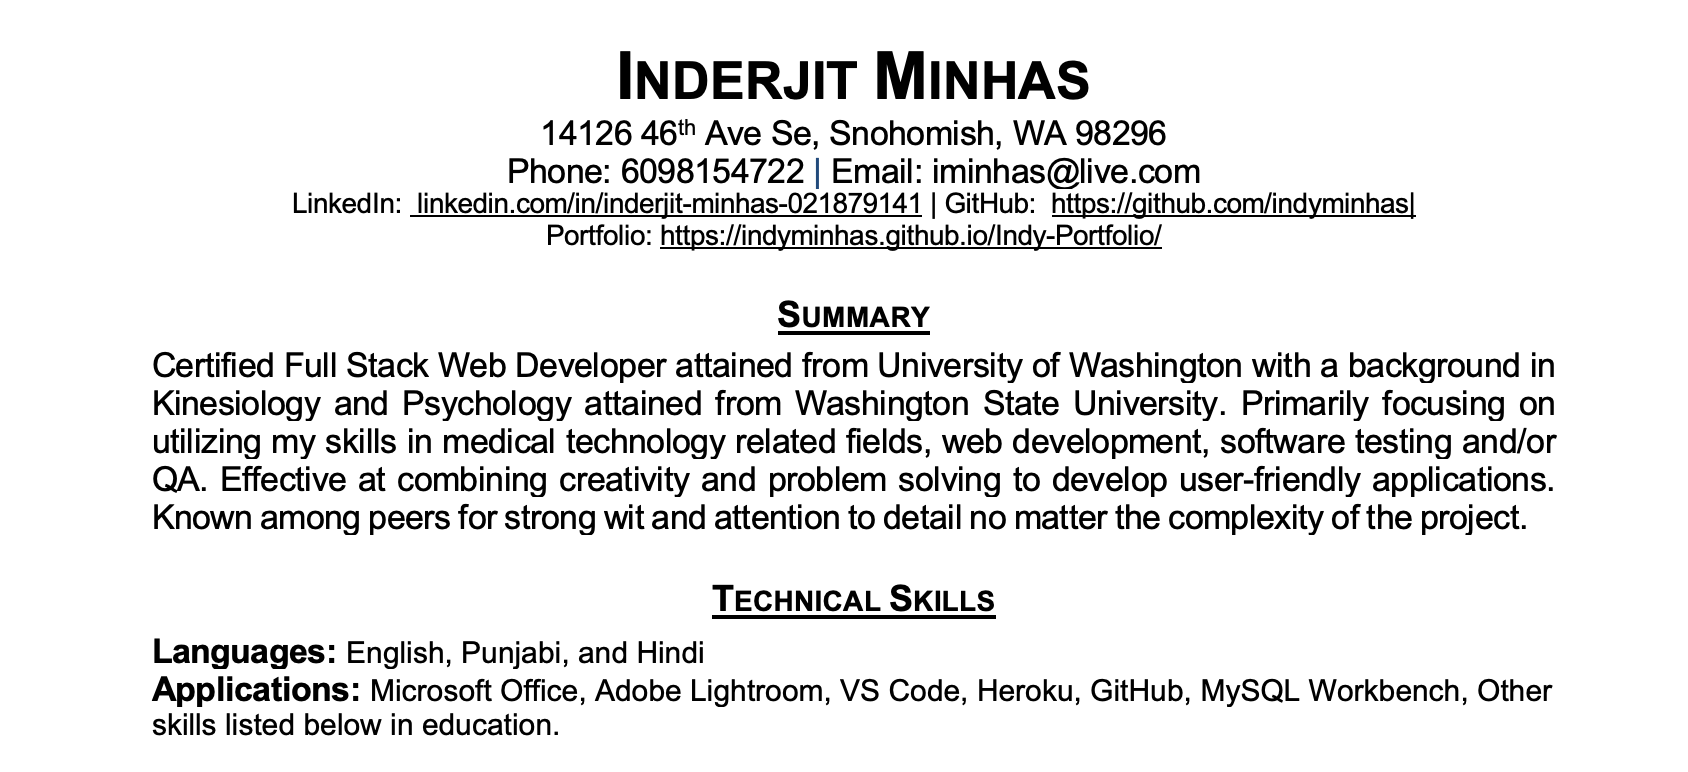 INDERJIT MINHAS
14126 46th Ave Se, Snohomish, WA 98296
Phone: 6098154722 | Email: iminhas@live.com
LinkedIn:  linkedin.com/in/inderjit-minhas-021879141 | GitHub:  https://github.com/indyminhas|
Portfolio: https://indyminhas.github.io/Indy-Portfolio/
SUMMARY
Certified Full Stack Web Developer attained from University of Washington with a background in
Kinesiology and Psychology attained from Washington State University. Primarily focusing on
utilizing my skills in medical technology related fields, web development, software testing and/or
QA. Effective at combining creativity and problem solving to develop user-friendly applications.
Known among peers for strong wit and attention to detail no matter the complexity of the project.
TECHNICAL SKILLS
Languages: English, Punjabi, and Hindi
Applications: Microsoft Office, Adobe Lightroom, VS Code, Heroku, GitHub, MySQL Workbench, Other
skills listed below in education.